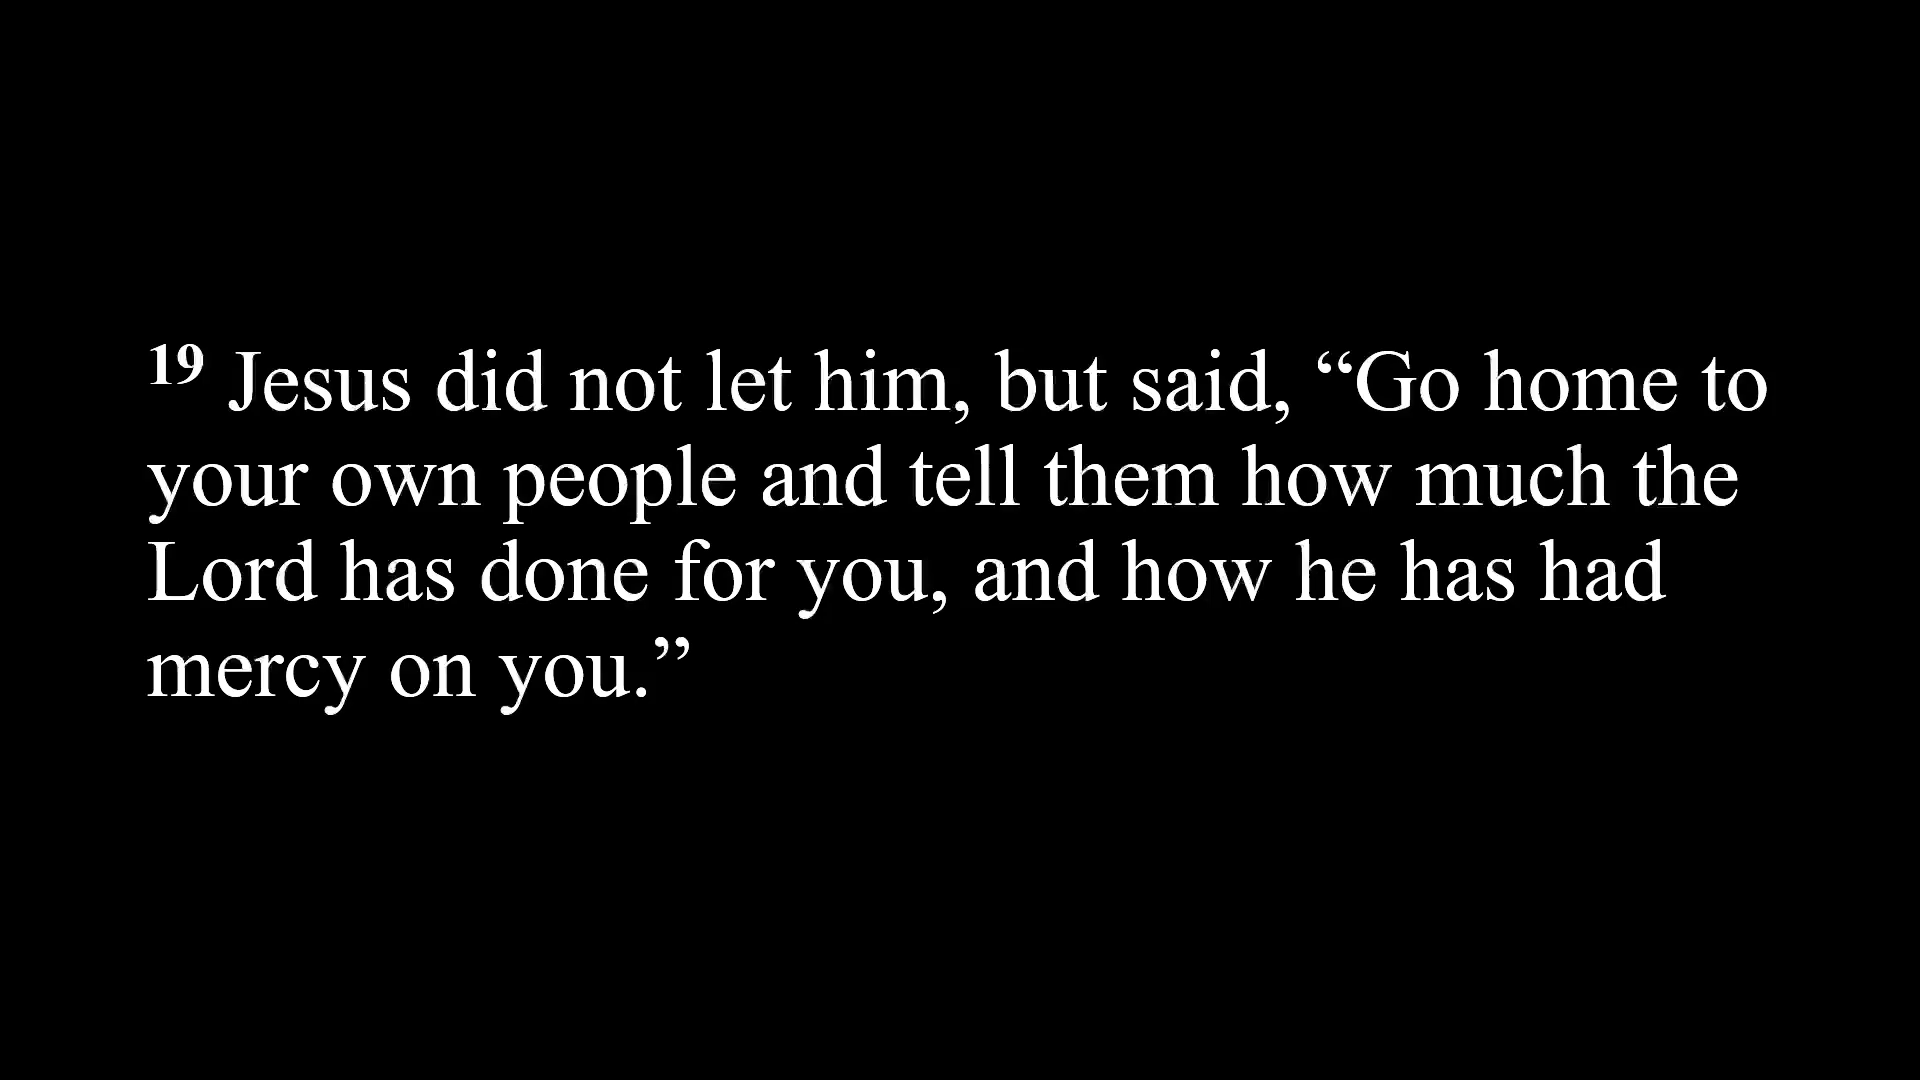 19 Jesus did not let him, but said, “Go home to
your own people and tell them how much the
Lord has done for you, and how he has had
mercy on you.”